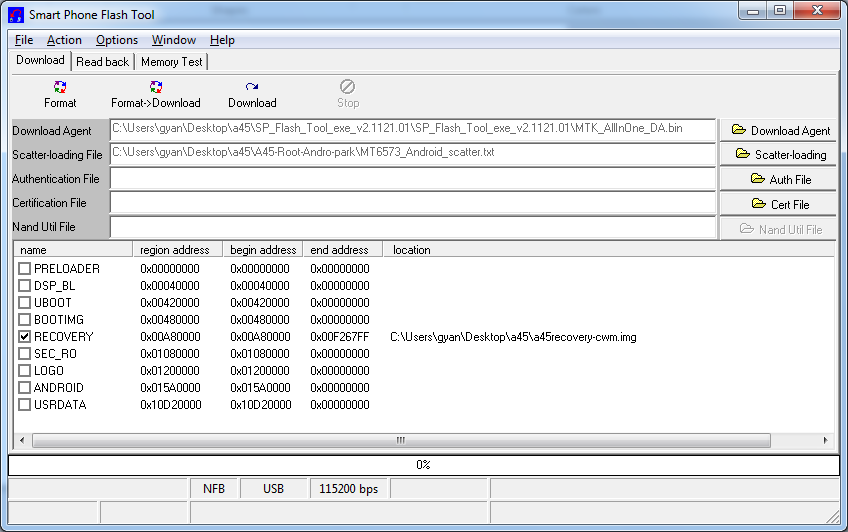 Smart Phone Flash Tool
File Action Options Window Help
Download Read back Memory Test
Format Format->Download Download Stop
Download Agent C:\Users\gyan\Desktop\a45\SP_Flash_Tool_exe_v2.1121.01\SP_Flash_Tool_exe_v2.1121.01\MTK_AllInOne_DA.bin Download Agent
Scatter-loading File C:\Users\gyan\Desktop\a45\A45-Root-Andro-park\MT6573_Android_scatter.txt Scatter-loading
Authentication File Auth File
Certification File Cert File
Nand Util File Nand Util File
name region address begin address end address location
PRELOADER 0x00000000 0x00000000 0x00000000
DSP_BL 0x00040000 0x00040000 0x00000000
UBOOT 0x00420000 0x00420000 0x00000000
BOOTIMG 0x00480000 0x00480000 0x00000000
RECOVERY 0x00A80000 0x00A80000 0x00F267FF C:\Users\gyan\Desktop\a45\a45recovery-cwm.img
SEC_RO 0x01080000 0x01080000 0x00000000
LOGO 0x01200000 0x01200000 0x00000000
ANDROID 0x015A0000 0x015A0000 0x00000000
USRDATA 0x10D20000 0x10D20000 0x00000000
0%
NFB USB 115200 bps